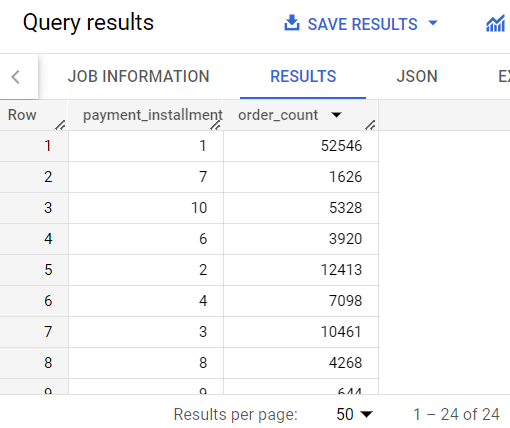 Query results SAVE RESULTS
JOB INFORMATION RESULTS JSON E
Row payment_installment order_count
1 1 52546
2 7 1626
3 10 5328
4 6 3920
5 2 12413
6 4 7098
7 3 10461
8 8 4268
9 9 644
Results per page: 50 1 – 24 of 24